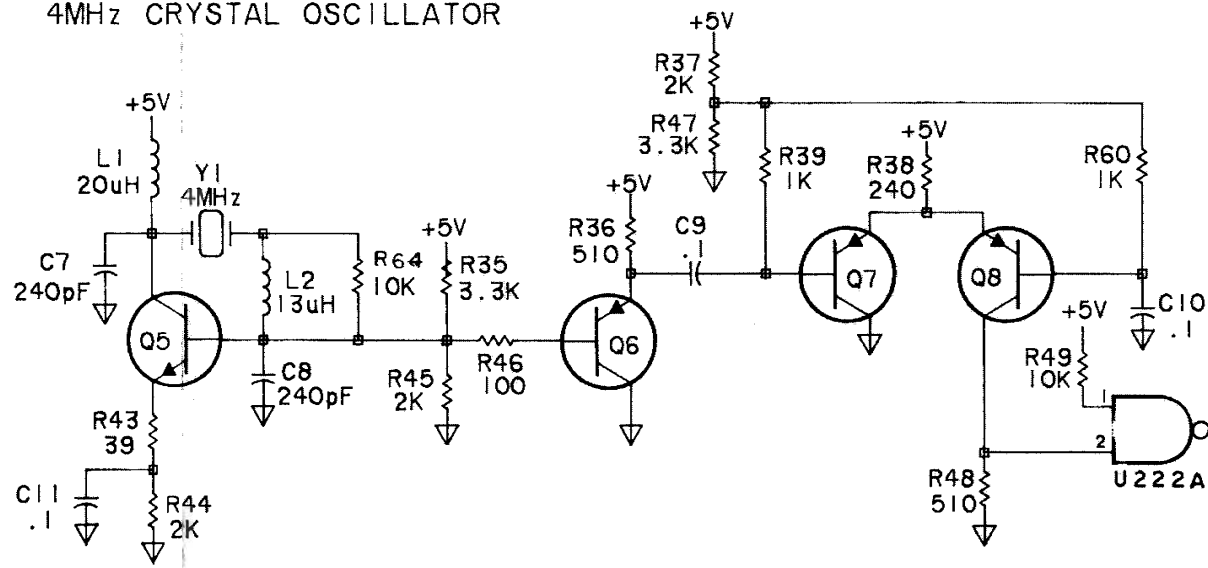 4MHz CRYSTAL OSCILLATOR
+5V
R37
2K
+5V
R47
3.3K
+5V
L1
20uH
Y1
4MHz
R39
1K
R38
240
R60
1K
+5V
R36
510
C9
.1
+5V
C7
240pF
L2
13uH
R64
10K
R35
3.3K
Q7
Q8
C10
.1
+5V
Q5
Q6
R49
10K
C8
240pF
R45
2K
R46
100
1
2
U222A
R43
39
C11
.1
R44
2K
R48
510